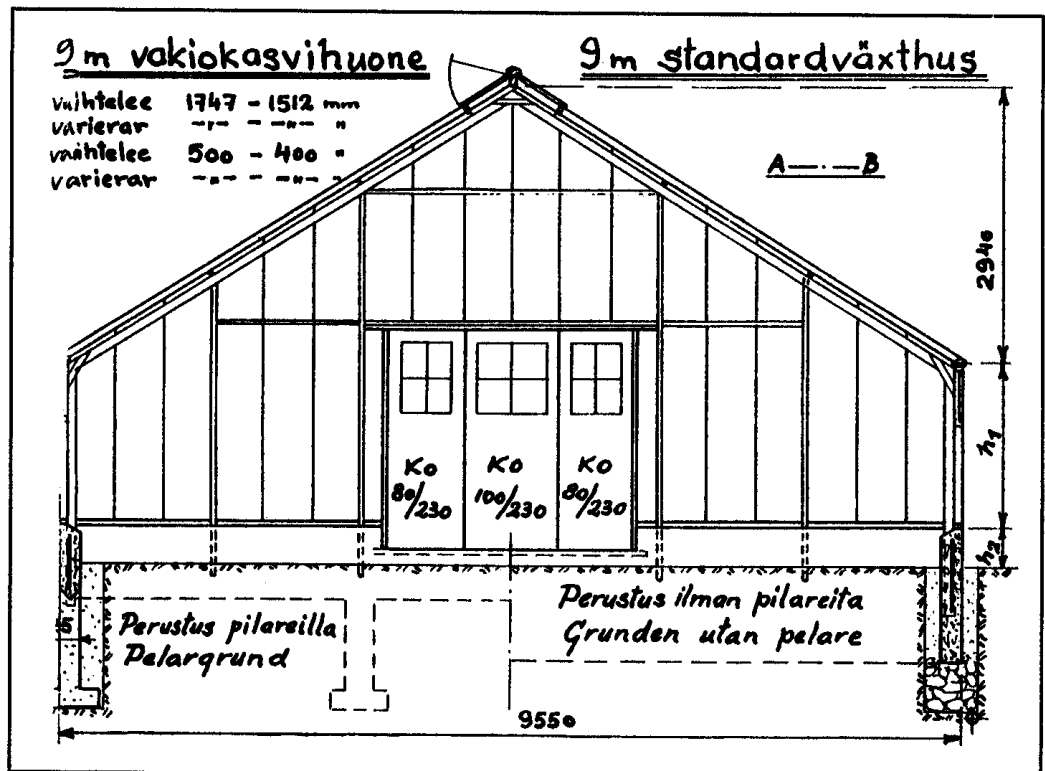 9 m vakiokasvihuone
9 m standardväxthus
vaihtelee 1747 - 1512 mm
varierar -"- - -"- "
vaihtelee 500 - 400 "
varierar -"- - -"- "
A—·—B
2940
h1
h2
Ko 80/230
Ko 100/230
Ko 80/230
Perustus pilareilla
Pelargrund
Perustus ilman pilareita
Grunden utan pelare
9550